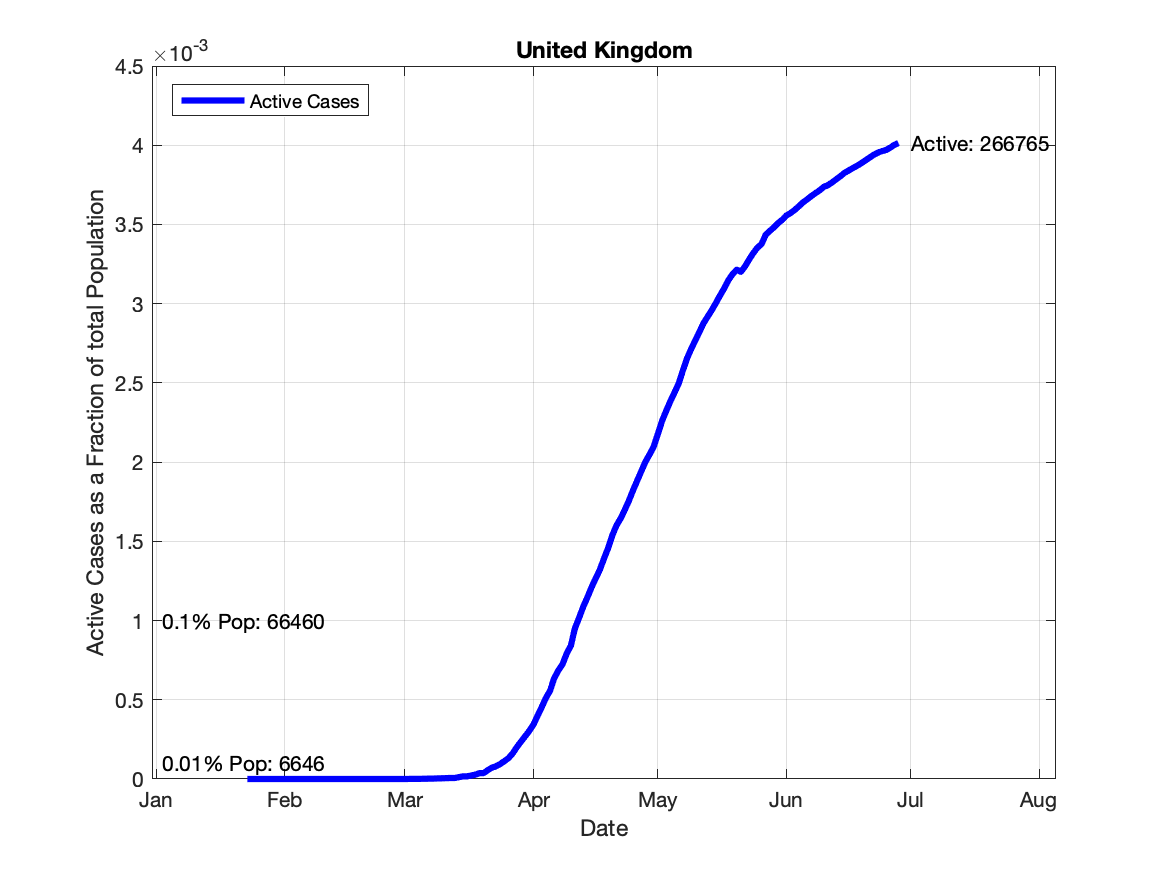 United Kingdom
×10-3
4.5
4
3.5
3
2.5
2
1.5
1
0.5
0
Active Cases as a Fraction of total Population
Active Cases
Active: 266765
0.1% Pop: 66460
0.01% Pop: 6646
Jan Feb Mar Apr May Jun Jul Aug
Date